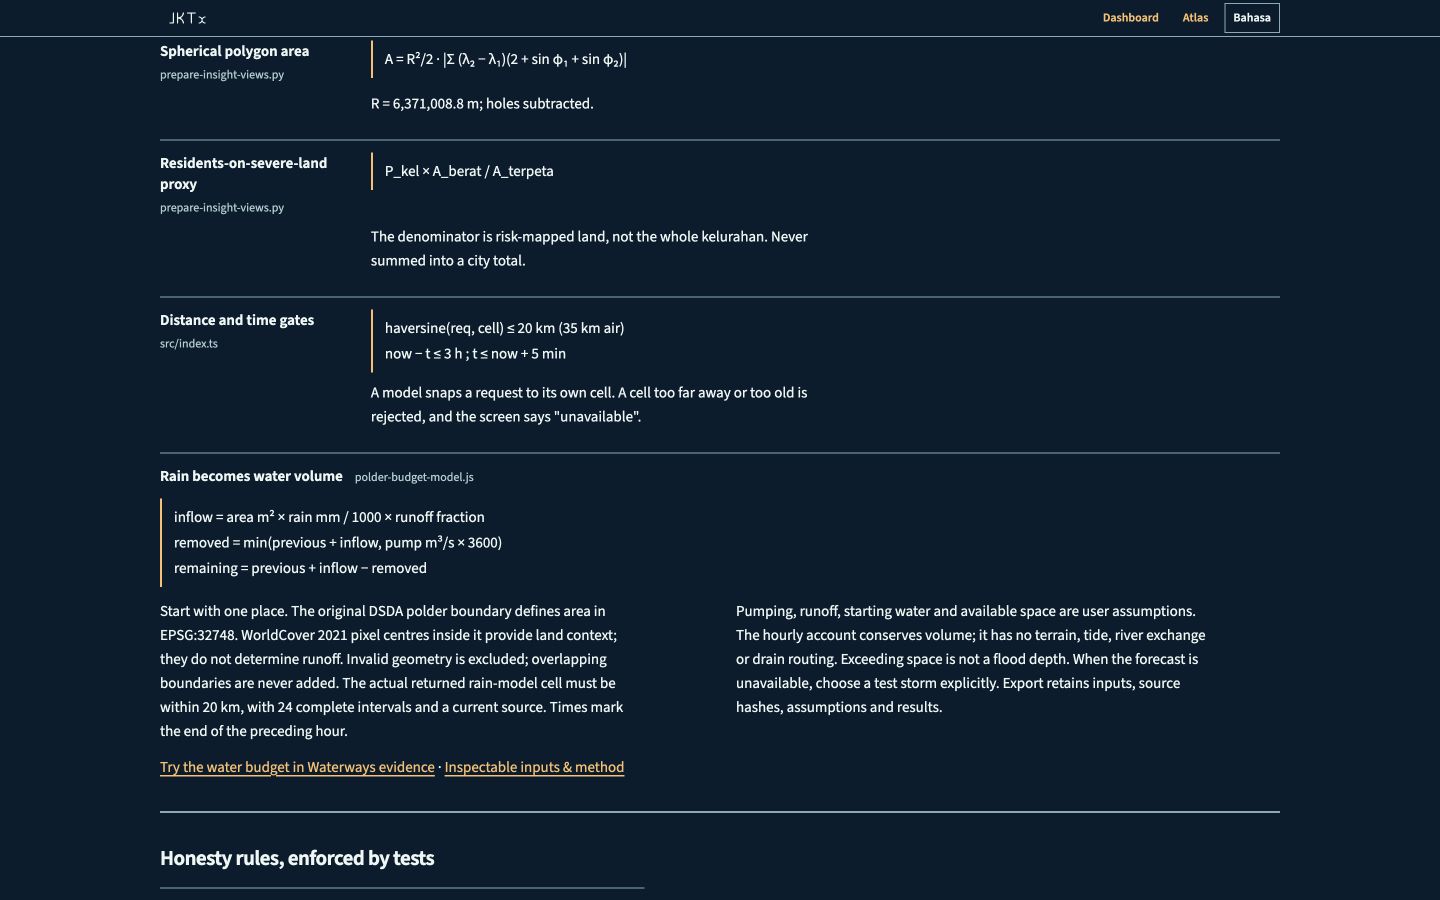 JKTx
Dashboard
Atlas
Bahasa
Spherical polygon area
prepare-insight-views.py
A = R²/2 · |Σ (λ₂ − λ₁)(2 + sin ϕ₁ + sin ϕ₂)|
R = 6,371,008.8 m; holes subtracted.
Residents-on-severe-land
proxy
prepare-insight-views.py
P_kel × A_berat / A_terpeta
The denominator is risk-mapped land, not the whole kelurahan. Never
summed into a city total.
Distance and time gates
src/index.ts
haversine(req, cell) ≤ 20 km (35 km air)
now − t ≤ 3 h ; t ≤ now + 5 min
A model snaps a request to its own cell. A cell too far away or too old is
rejected, and the screen says "unavailable".
Rain becomes water volume polder-budget-model.js
inflow = area m² × rain mm / 1000 × runoff fraction
removed = min(previous + inflow, pump m³/s × 3600)
remaining = previous + inflow − removed
Start with one place. The original DSDA polder boundary defines area in
EPSG:32748. WorldCover 2021 pixel centres inside it provide land context;
they do not determine runoff. Invalid geometry is excluded; overlapping
boundaries are never added. The actual returned rain-model cell must be
within 20 km, with 24 complete intervals and a current source. Times mark
the end of the preceding hour.
Pumping, runoff, starting water and available space are user assumptions.
The hourly account conserves volume; it has no terrain, tide, river exchange
or drain routing. Exceeding space is not a flood depth. When the forecast is
unavailable, choose a test storm explicitly. Export retains inputs, source
hashes, assumptions and results.
Try the water budget in Waterways evidence · Inspectable inputs & method
Honesty rules, enforced by tests